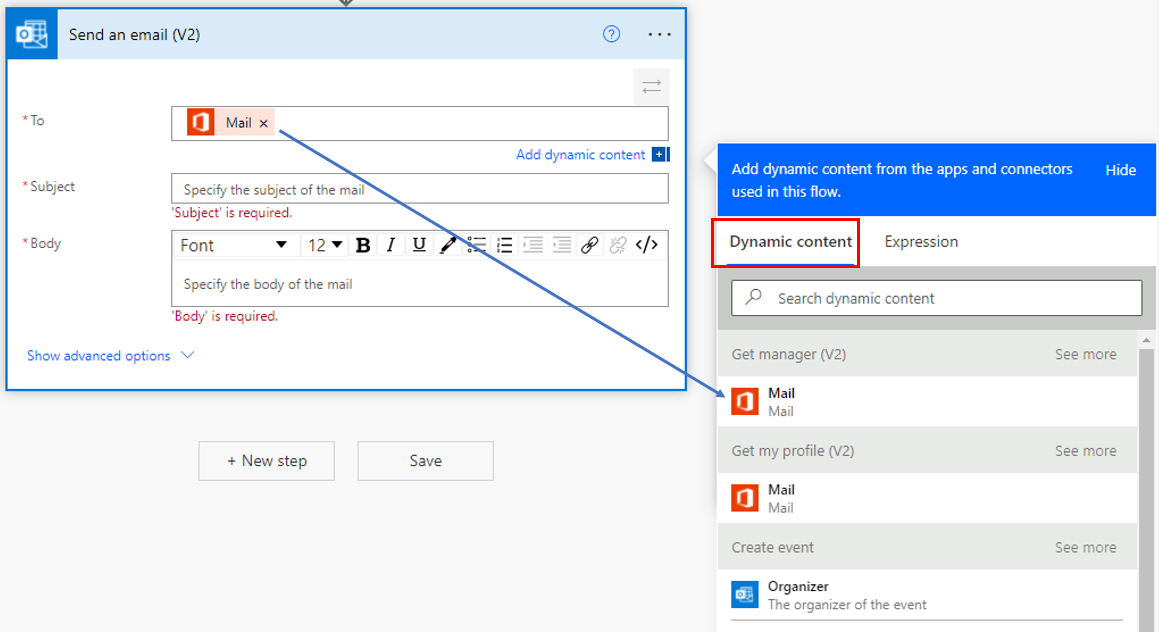 Send an email (V2)
?
* To
Mail ×
Add dynamic content +
* Subject
Specify the subject of the mail
'Subject' is required.
* Body
Font 12 B I U </>
Specify the body of the mail
'Body' is required.
Show advanced options
+ New step
Save
Add dynamic content from the apps and connectors
used in this flow.
Hide
Dynamic content
Expression
Search dynamic content
Get manager (V2)
See more
Mail
Mail
Get my profile (V2)
See more
Mail
Mail
Create event
See more
Organizer
The organizer of the event